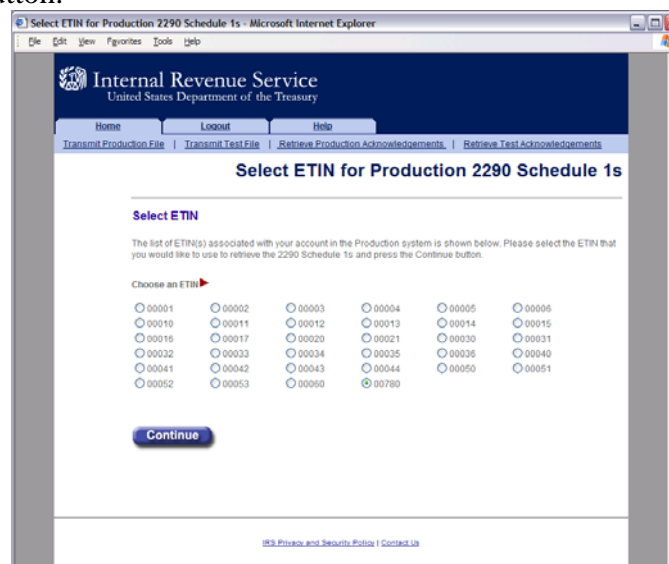 utton.
Select ETIN for Production 2290 Schedule 1s - Microsoft Internet Explorer
File Edit View Favorites Tools Help
Internal Revenue Service
United States Department of the Treasury
Home Logout Help
Transmit Production File | Transmit Test File | Retrieve Production Acknowledgements | Retrieve Test Acknowledgements
Select ETIN for Production 2290 Schedule 1s
Select ETIN
The list of ETIN(s) associated with your account in the Production system is shown below. Please select the ETIN that
you would like to use to retrieve the 2290 Schedule 1s and press the Continue button.
Choose an ETIN
00001 00002 00003 00004 00005 00006
00010 00011 00012 00013 00014 00015
00016 00017 00020 00021 00030 00031
00032 00033 00034 00035 00036 00040
00041 00042 00043 00044 00050 00051
00052 00053 00060 00780
Continue
IRS Privacy and Security Policy | Contact Us